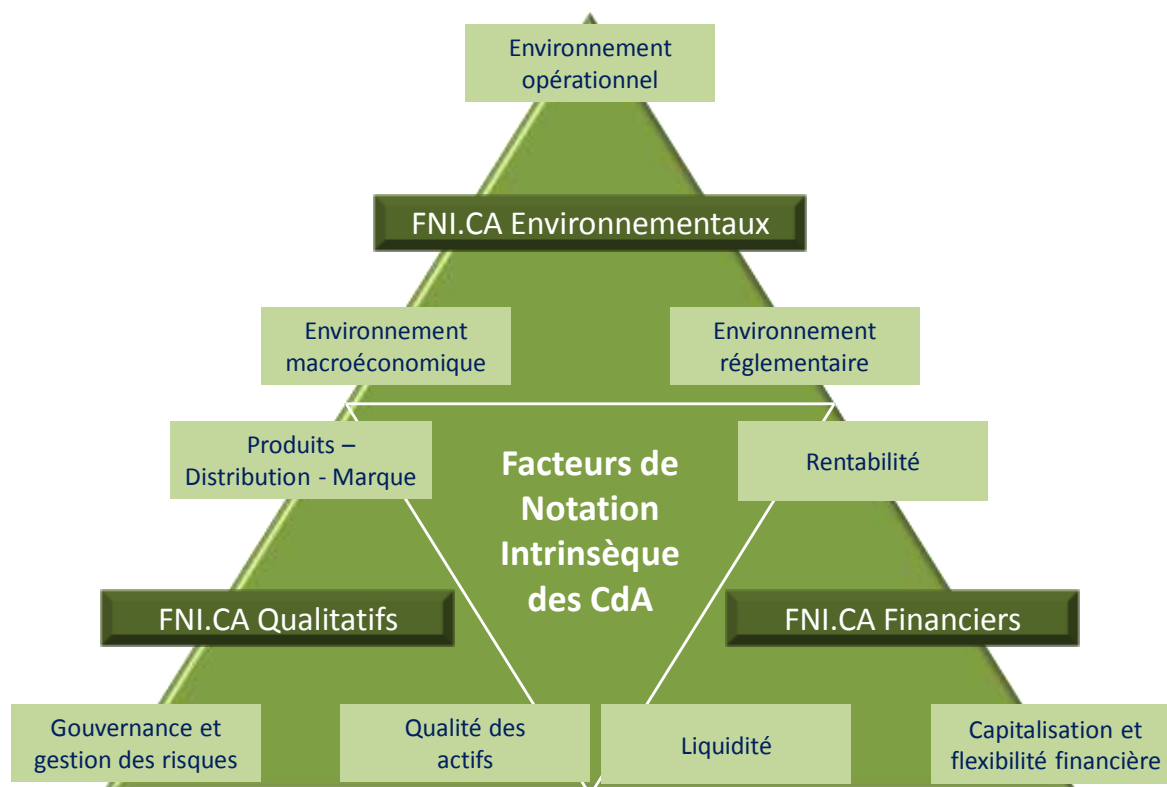 Environnement
opérationnel
FNI.CA Environnementaux
Environnement
macroéconomique
Environnement
réglementaire
Produits –
Distribution - Marque
Facteurs de
Notation
Intrinsèque
des CdA
Rentabilité
FNI.CA Qualitatifs
FNI.CA Financiers
Gouvernance et
gestion des risques
Qualité des
actifs
Liquidité
Capitalisation et
flexibilité financière